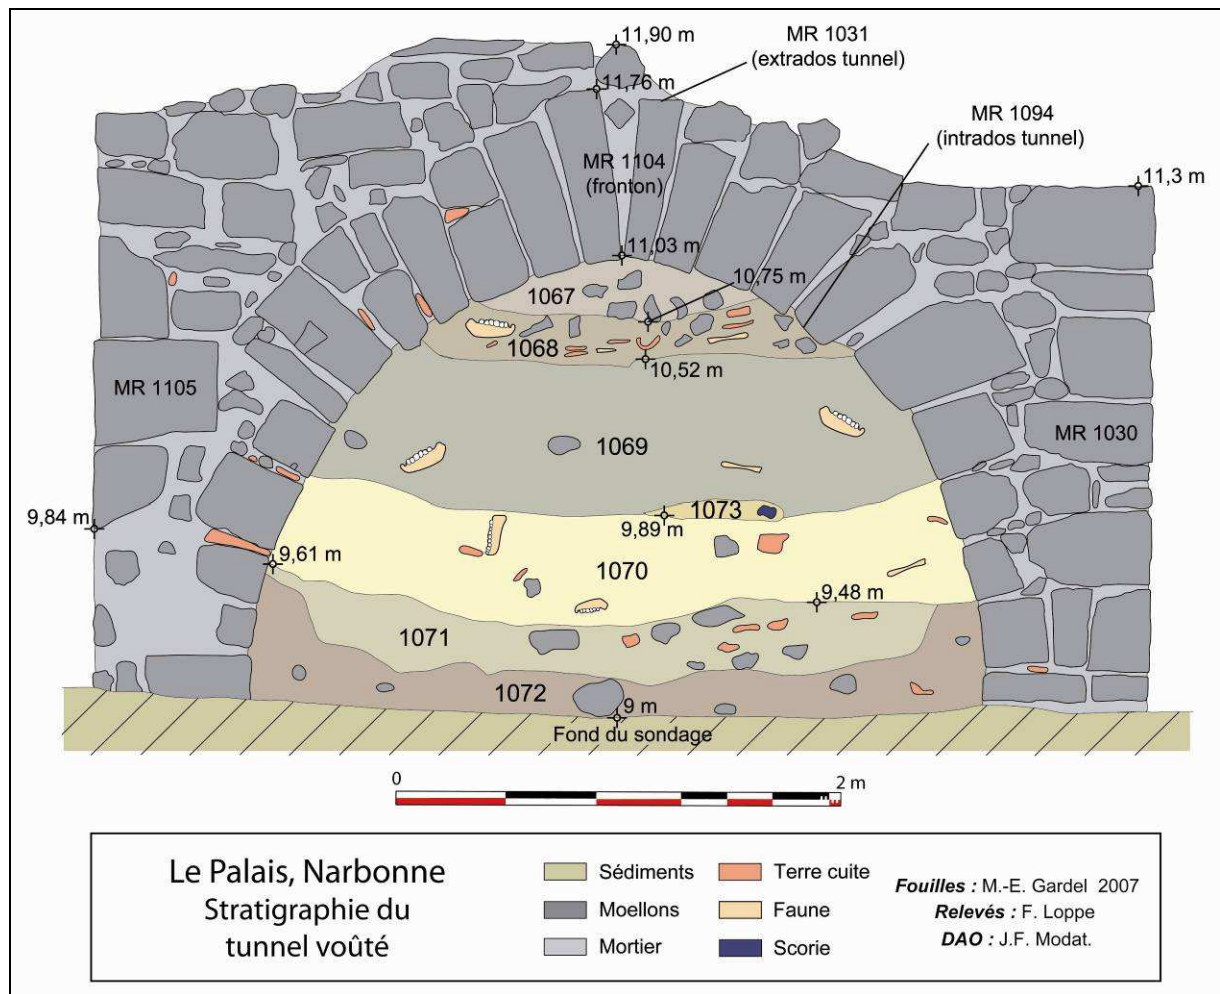 11,90 m
MR 1031
(extrados tunnel)
11,76 m
MR 1094
(intrados tunnel)
MR 1104
(fronton)
11,3 m
11,03 m
10,75 m
1067
1068
10,52 m
MR 1105
1069
MR 1030
1073
9,84 m
9,89 m
9,61 m
1070
9,48 m
1071
1072
9 m
Fond du sondage
0
2 m
Le Palais, Narbonne
Stratigraphie du
tunnel voûté
Sédiments
Moellons
Mortier
Terre cuite
Faune
Scorie
Fouilles : M.-E. Gardel 2007
Relevés : F. Loppe
DAO : J.F. Modat.